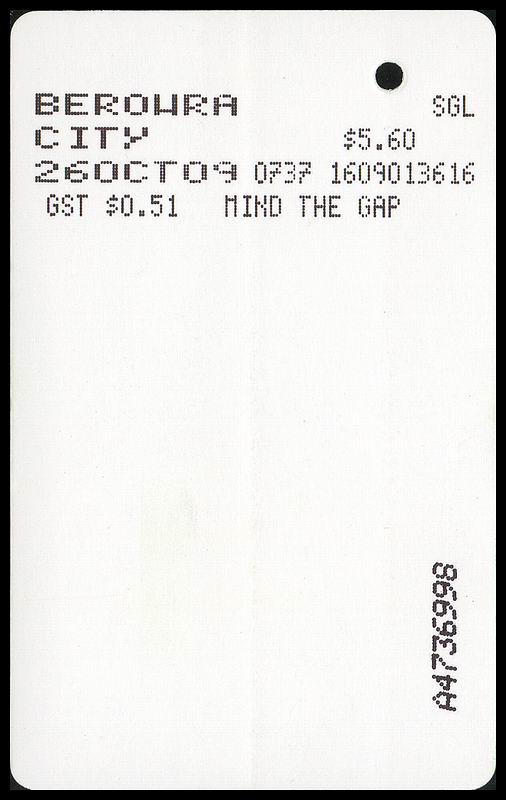 BEROWRA SGL
CITY $5.60
26OCT09 0737 1609013616
GST $0.51 MIND THE GAP
A4736998